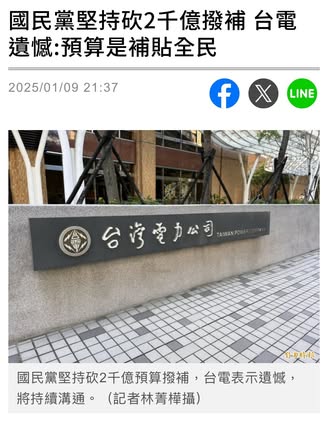 國民黨堅持砍2千億撥補 台電
遺憾:預算是補貼全民
2025/01/09 21:37
LINE
台灣電力公司
TAIWAN POWER COMPANY
國民黨堅持砍2千億預算撥補，台電表示遺憾，
將持續溝通。（記者林菁樺攝）